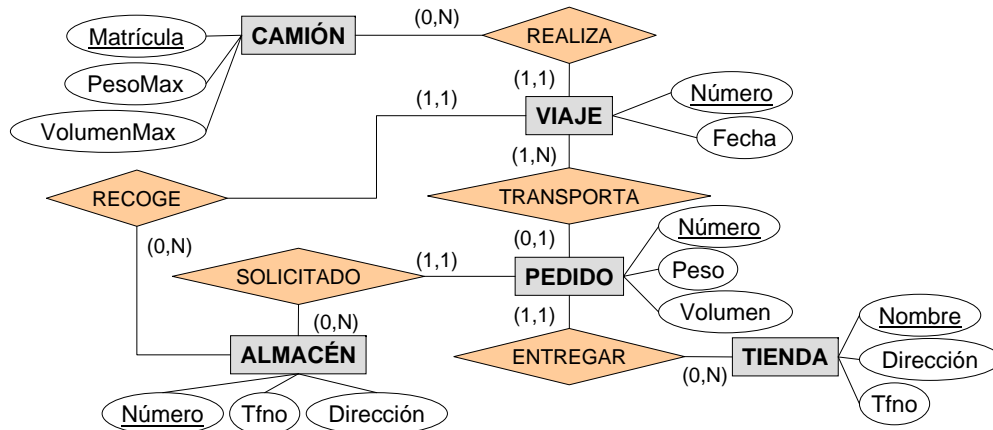 (0,N)
(1,1)
Matrícula
CAMIÓN
REALIZA
PesoMax
(1,1)
(1,1)
Número
VolumenMax
VIAJE
Fecha
(1,N)
RECOGE
TRANSPORTA
(0,N)
(0,1)
Número
SOLICITADO
(1,1)
PEDIDO
Peso
Volumen
(0,N)
(1,1)
Nombre
ALMACÉN
ENTREGAR
TIENDA
Dirección
(0,N)
Número
Tfno
Dirección
Tfno